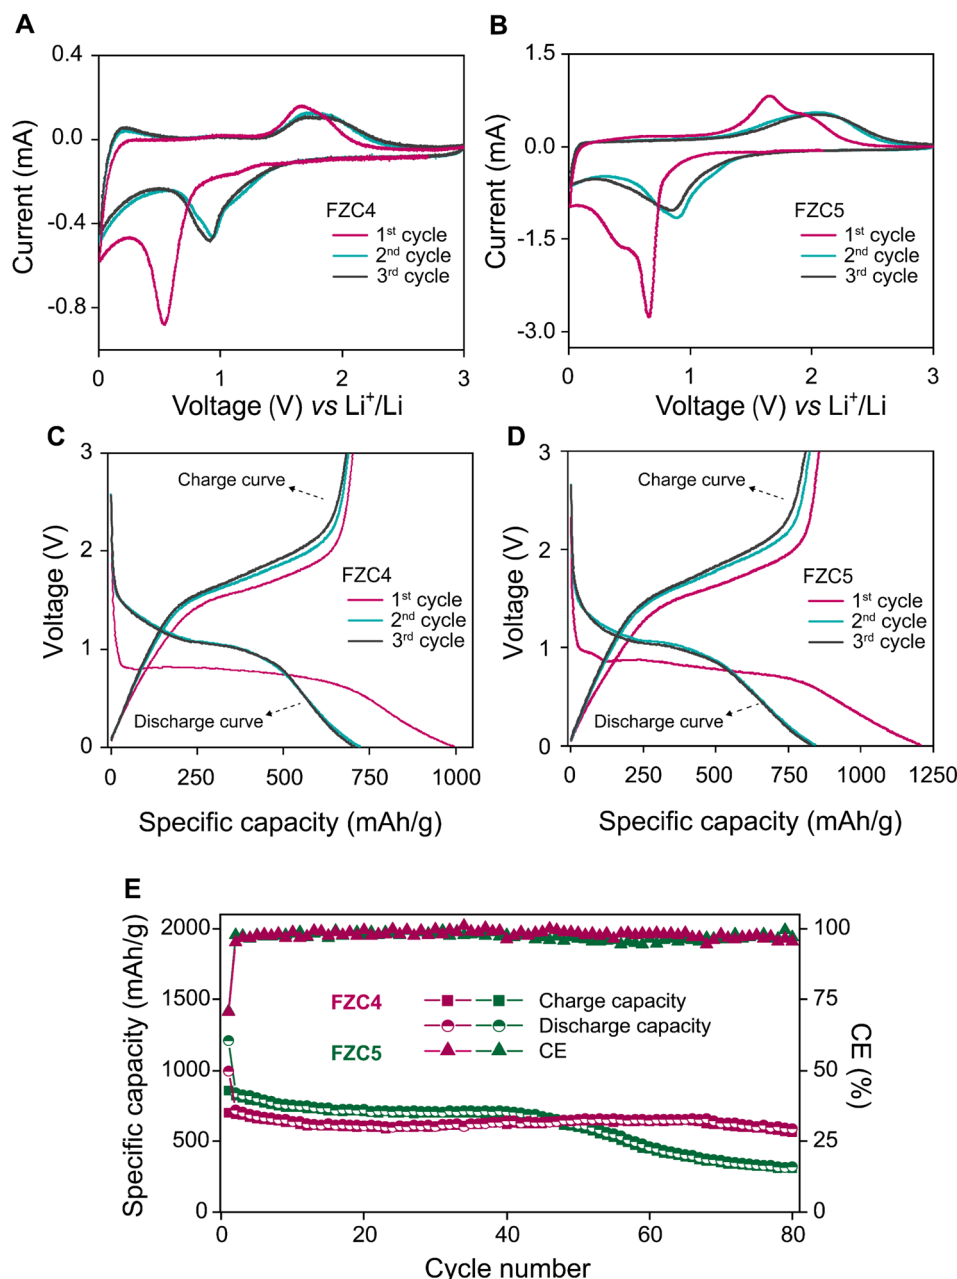 A
0.4
0.0
-0.4
-0.8
Current (mA)
FZC4
1st cycle
2nd cycle
3rd cycle
0
1
2
3
Voltage (V) vs Li+/Li
B
1.5
0.0
-1.5
-3.0
Current (mA)
FZC5
1st cycle
2nd cycle
3rd cycle
0
1
2
3
Voltage (V) vs Li+/Li
C
3
2
1
0
Voltage (V)
Charge curve
FZC4
1st cycle
2nd cycle
3rd cycle
Discharge curve
0
250
500
750
1000
Specific capacity (mAh/g)
D
3
2
1
0
Voltage (V)
Charge curve
FZC5
1st cycle
2nd cycle
3rd cycle
Discharge curve
0
250
500
750
1000
1250
Specific capacity (mAh/g)
E
2000
1500
1000
500
0
Specific capacity (mAh/g)
FZC4
Charge capacity
Discharge capacity
FZC5
CE
100
75
50
25
0
CE (%)
0
20
40
60
80
Cycle number